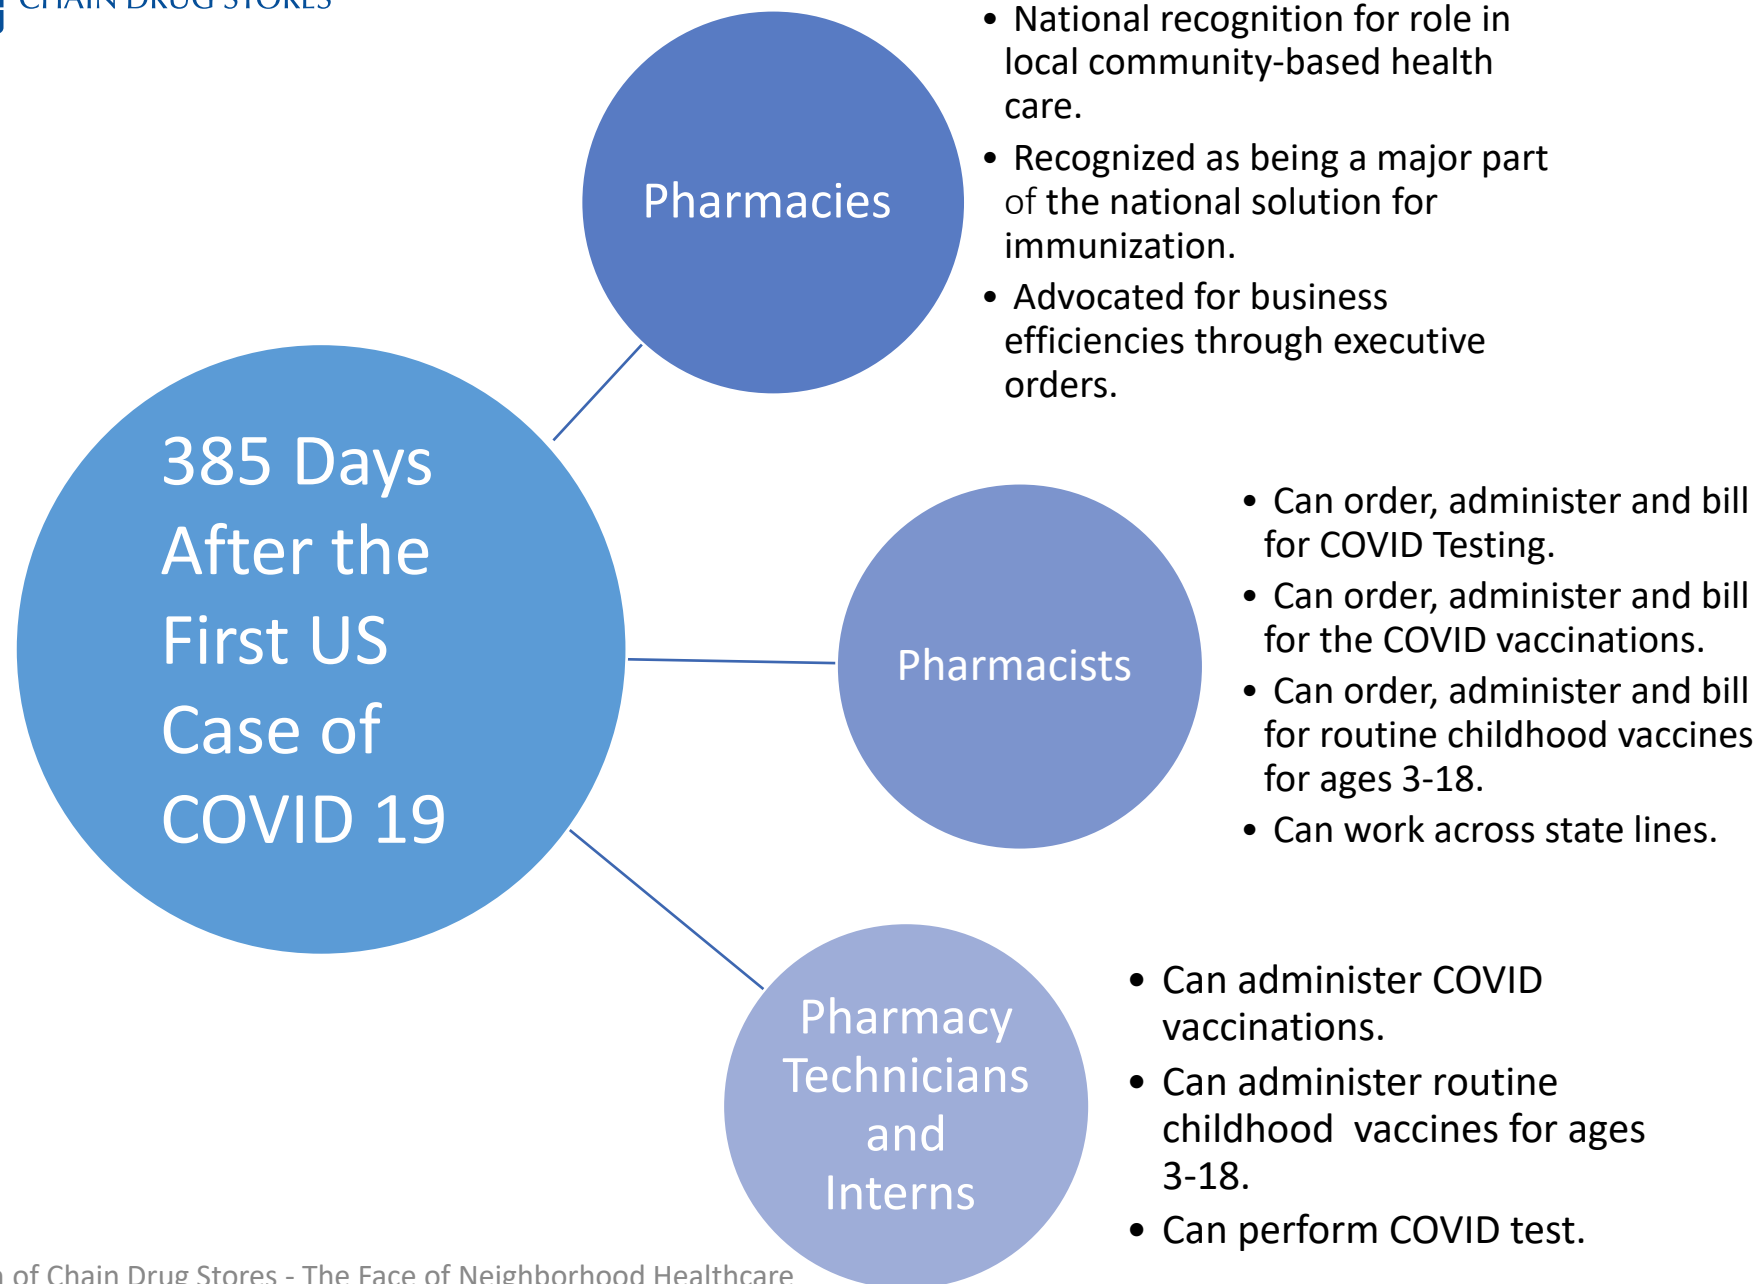 CHAIN DRUG STORES
• National recognition for role in
local community-based health
care.
• Recognized as being a major part
of the national solution for
immunization.
• Advocated for business
efficiencies through executive
orders.
Pharmacies
385 Days
After the
First US
Case of
COVID 19
Pharmacists
• Can order, administer and bill
for COVID Testing.
• Can order, administer and bill
for the COVID vaccinations.
• Can order, administer and bill
for routine childhood vaccines
for ages 3-18.
• Can work across state lines.
Pharmacy
Technicians
and
Interns
• Can administer COVID
vaccinations.
• Can administer routine
childhood  vaccines for ages
3-18.
• Can perform COVID test.
of Chain Drug Stores - The Face of Neighborhood Healthcare